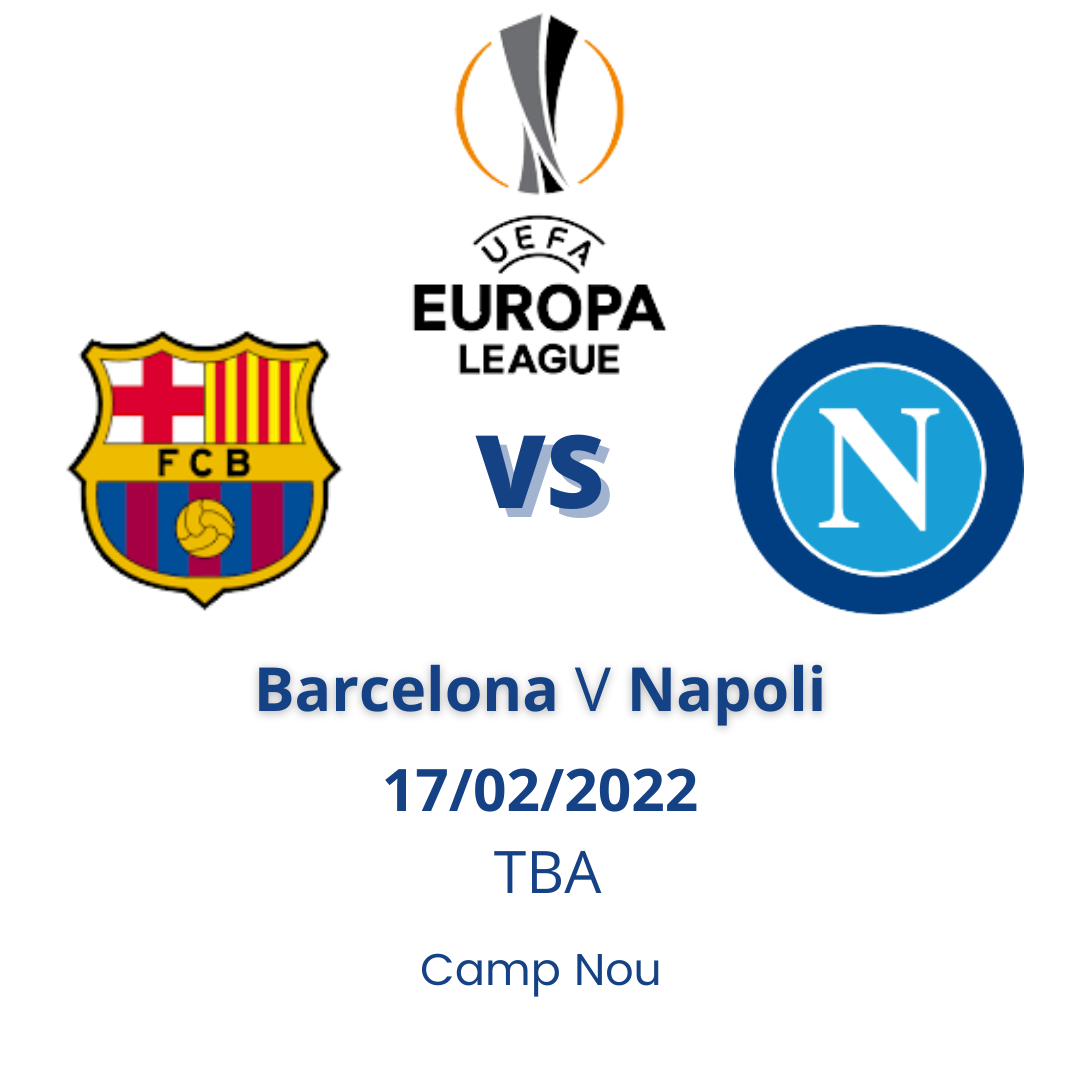 UEFA
EUROPA
LEAGUE
FCB
VS
N
Barcelona V Napoli
17/02/2022
TBA
Camp Nou